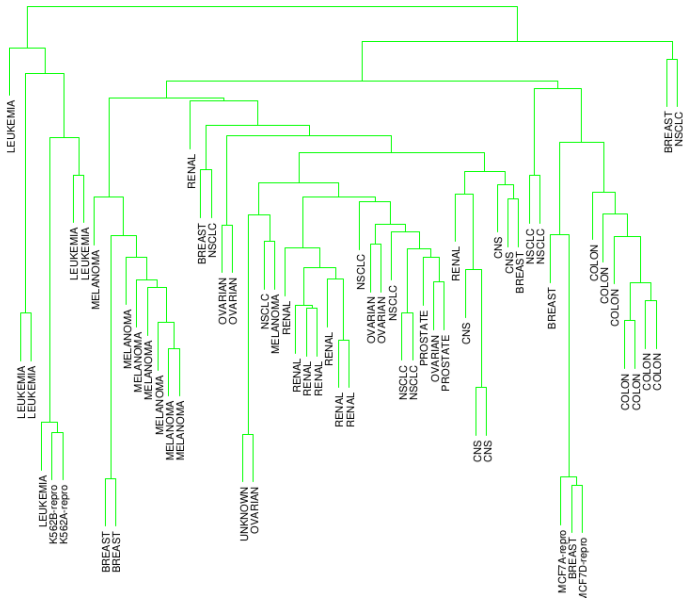 LEUKEMIA
LEUKEMIA
LEUKEMIA
LEUKEMIA
K562B-repro
K562A-repro
LEUKEMIA
LEUKEMIA
MELANOMA
BREAST
BREAST
MELANOMA
MELANOMA
MELANOMA
MELANOMA
MELANOMA
MELANOMA
RENAL
BREAST
NSCLC
OVARIAN
OVARIAN
UNKNOWN
OVARIAN
NSCLC
MELANOMA
RENAL
RENAL
RENAL
RENAL
RENAL
RENAL
RENAL
NSCLC
OVARIAN
OVARIAN
NSCLC
NSCLC
NSCLC
PROSTATE
OVARIAN
PROSTATE
RENAL
CNS
CNS
CNS
CNS
CNS
BREAST
NSCLC
NSCLC
BREAST
MCF7A-repro
BREAST
MCF7D-repro
COLON
COLON
COLON
COLON
COLON
COLON
COLON
BREAST
NSCLC